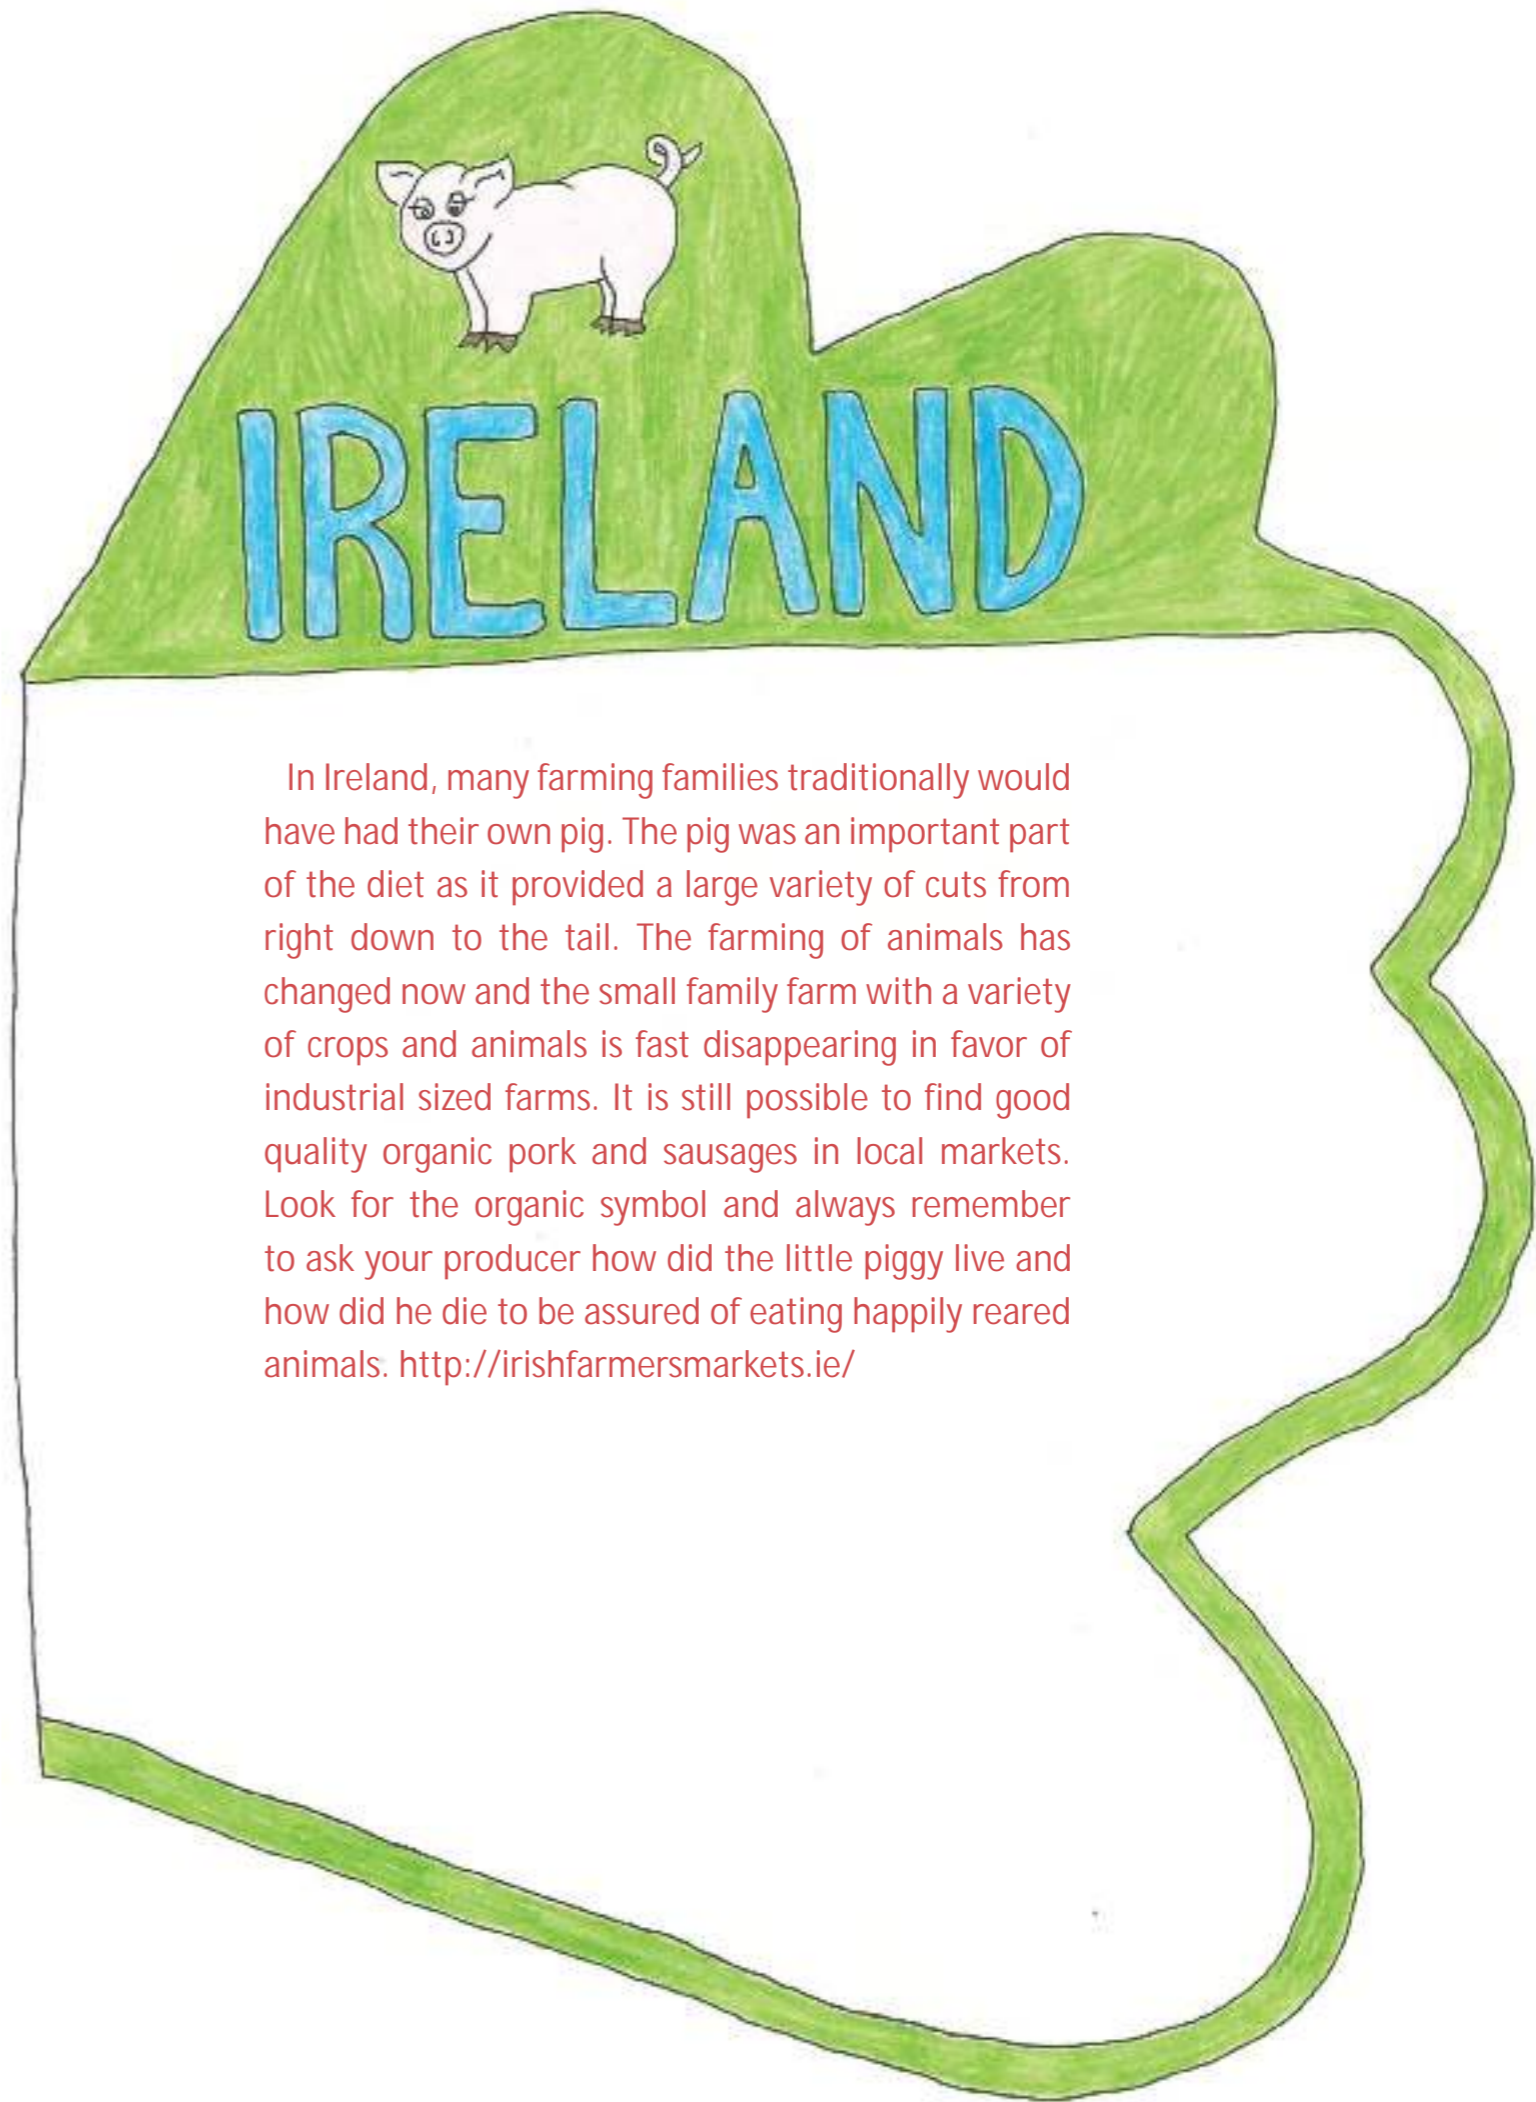 IRELAND
In Ireland, many farming families traditionally would
have had their own pig. The pig was an important part
of the diet as it provided a large variety of cuts from
right down to the tail. The farming of animals has
changed now and the small family farm with a variety
of crops and animals is fast disappearing in favor of
industrial sized farms. It is still possible to find good
quality organic pork and sausages in local markets.
Look for the organic symbol and always remember
to ask your producer how did the little piggy live and
how did he die to be assured of eating happily reared
animals. http://irishfarmersmarkets.ie/